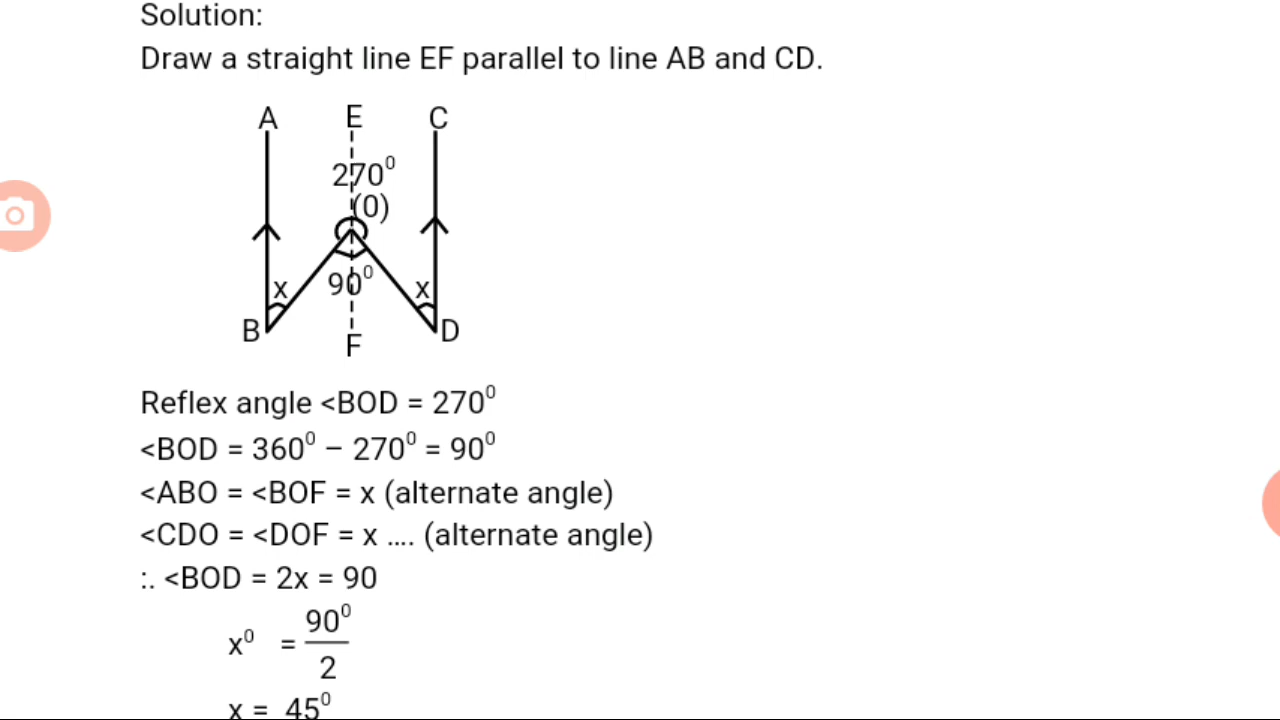 Solution:
Draw a straight line EF parallel to line AB and CD.
A E C
270⁰
(0)
x 90⁰ x
B D
F
Reflex angle <BOD = 270⁰
<BOD = 360⁰ – 270⁰ = 90⁰
<ABO = <BOF = x (alternate angle)
<CDO = <DOF = x .... (alternate angle)
:. <BOD = 2x = 90
x⁰ = 90⁰
2
x = 45⁰